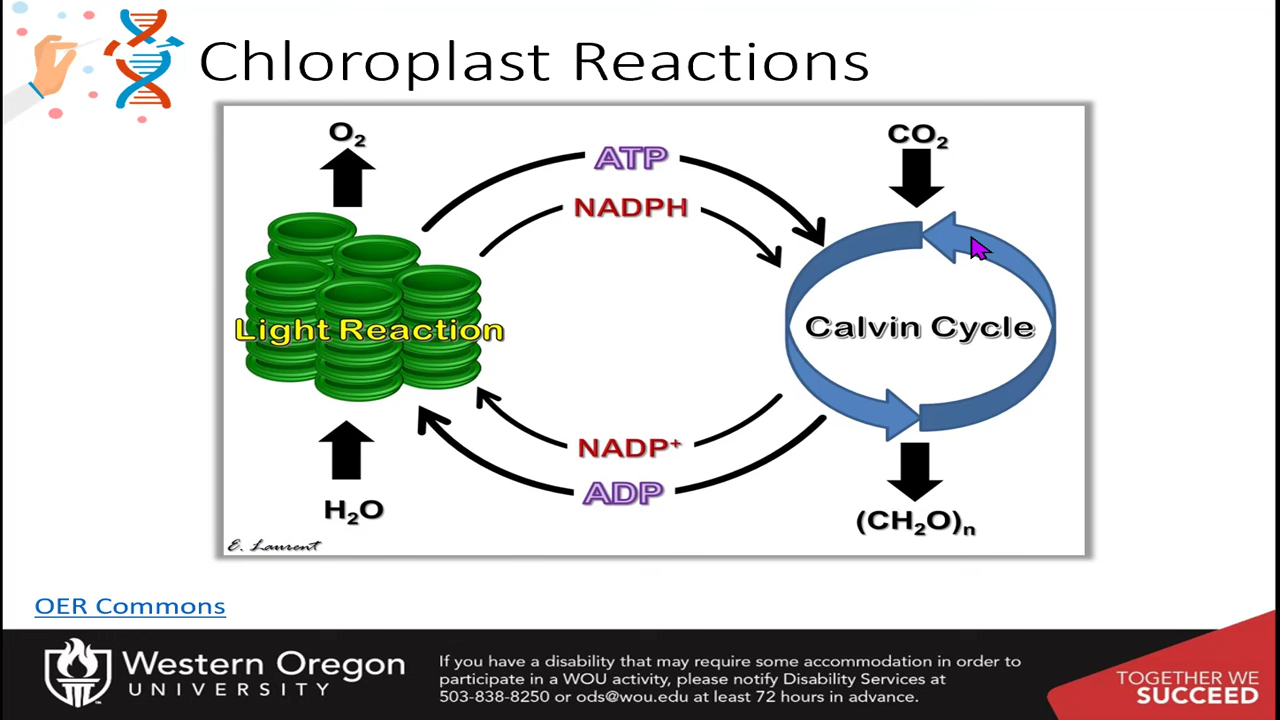 Chloroplast Reactions
O₂
CO₂
ATP
NADPH
Light Reaction
Calvin Cycle
NADP⁺
ADP
H₂O
(CH₂O)ₙ
E. Laurent
OER Commons
Western Oregon
UNIVERSITY
If you have a disability that may require some accommodation in order to
participate in a WOU activity, please notify Disability Services at
503-838-8250 or ods@wou.edu at least 72 hours in advance.
TOGETHER WE
SUCCEED